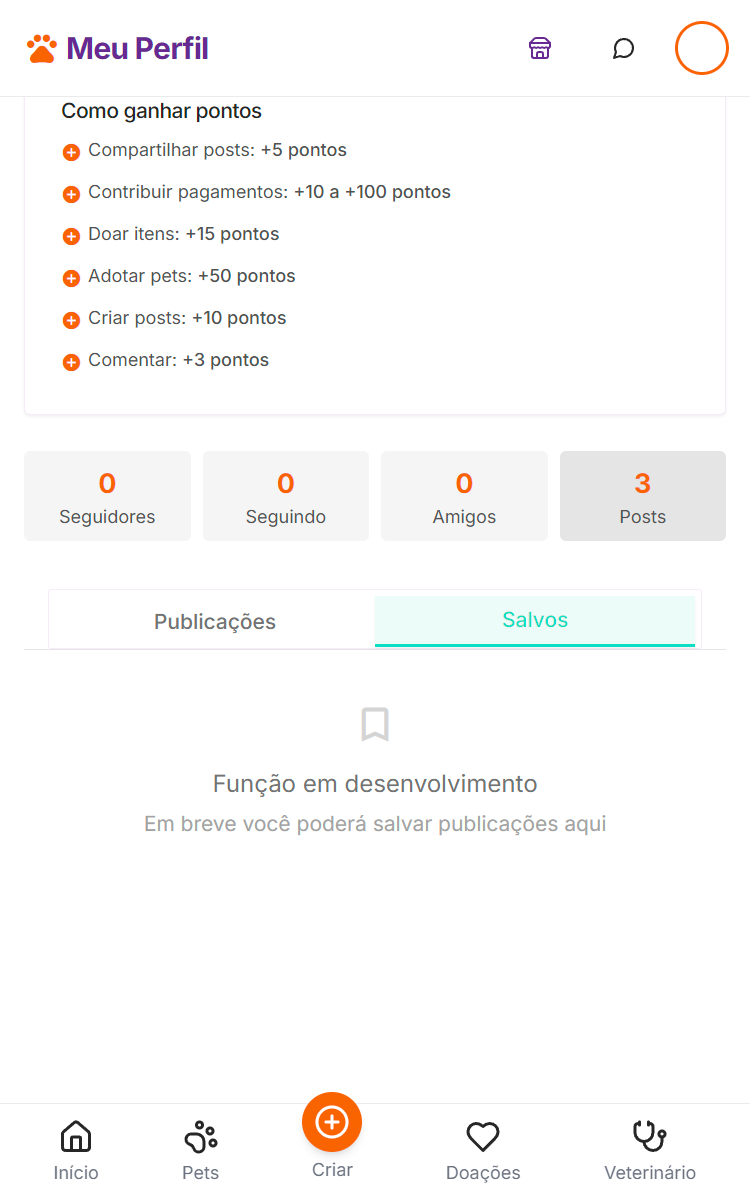 Meu Perfil
Como ganhar pontos
Compartilhar posts: +5 pontos
Contribuir pagamentos: +10 a +100 pontos
Doar itens: +15 pontos
Adotar pets: +50 pontos
Criar posts: +10 pontos
Comentar: +3 pontos
0 0 0 3
Seguidores Seguindo Amigos Posts
Publicações Salvos
Função em desenvolvimento
Em breve você poderá salvar publicações aqui
Início Pets Criar Doações Veterinário